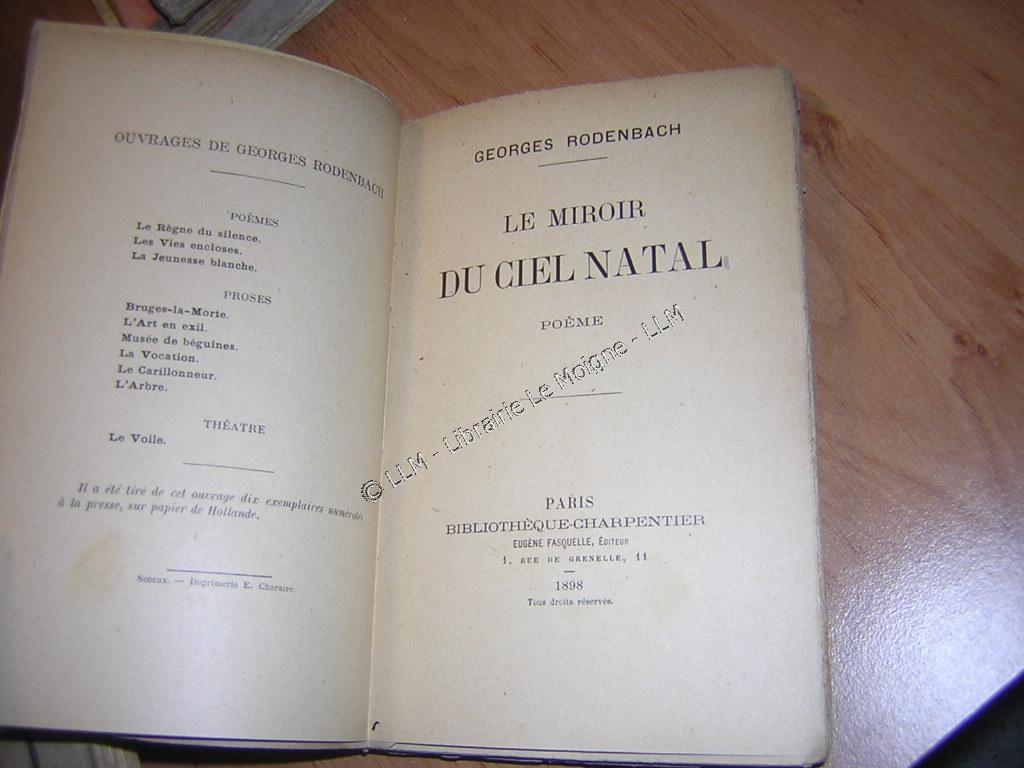 OUVRAGES DE GEORGES RODENBACH
POÈMES
Le Règne du silence.
Les Vies encloses.
La Jeunesse blanche.
PROSES
Bruges-la-Morte.
L'Art en exil.
Musée de béguines.
La Vocation.
Le Carillonneur.
L'Arbre.
THÉATRE
Le Voile.
Il a été tiré de cet ouvrage dix exemplaires numérotés
à la presse, sur papier de Hollande.
Sceaux. — Imprimerie E. Charaire.
GEORGES RODENBACH
LE MIROIR
DU CIEL NATAL
POÈME
PARIS
BIBLIOTHÈQUE-CHARPENTIER
EUGÈNE FASQUELLE, ÉDITEUR
11, RUE DE GRENELLE, 11
1898
Tous droits réservés.
© LLM - Librairie Le Moigne - LLM